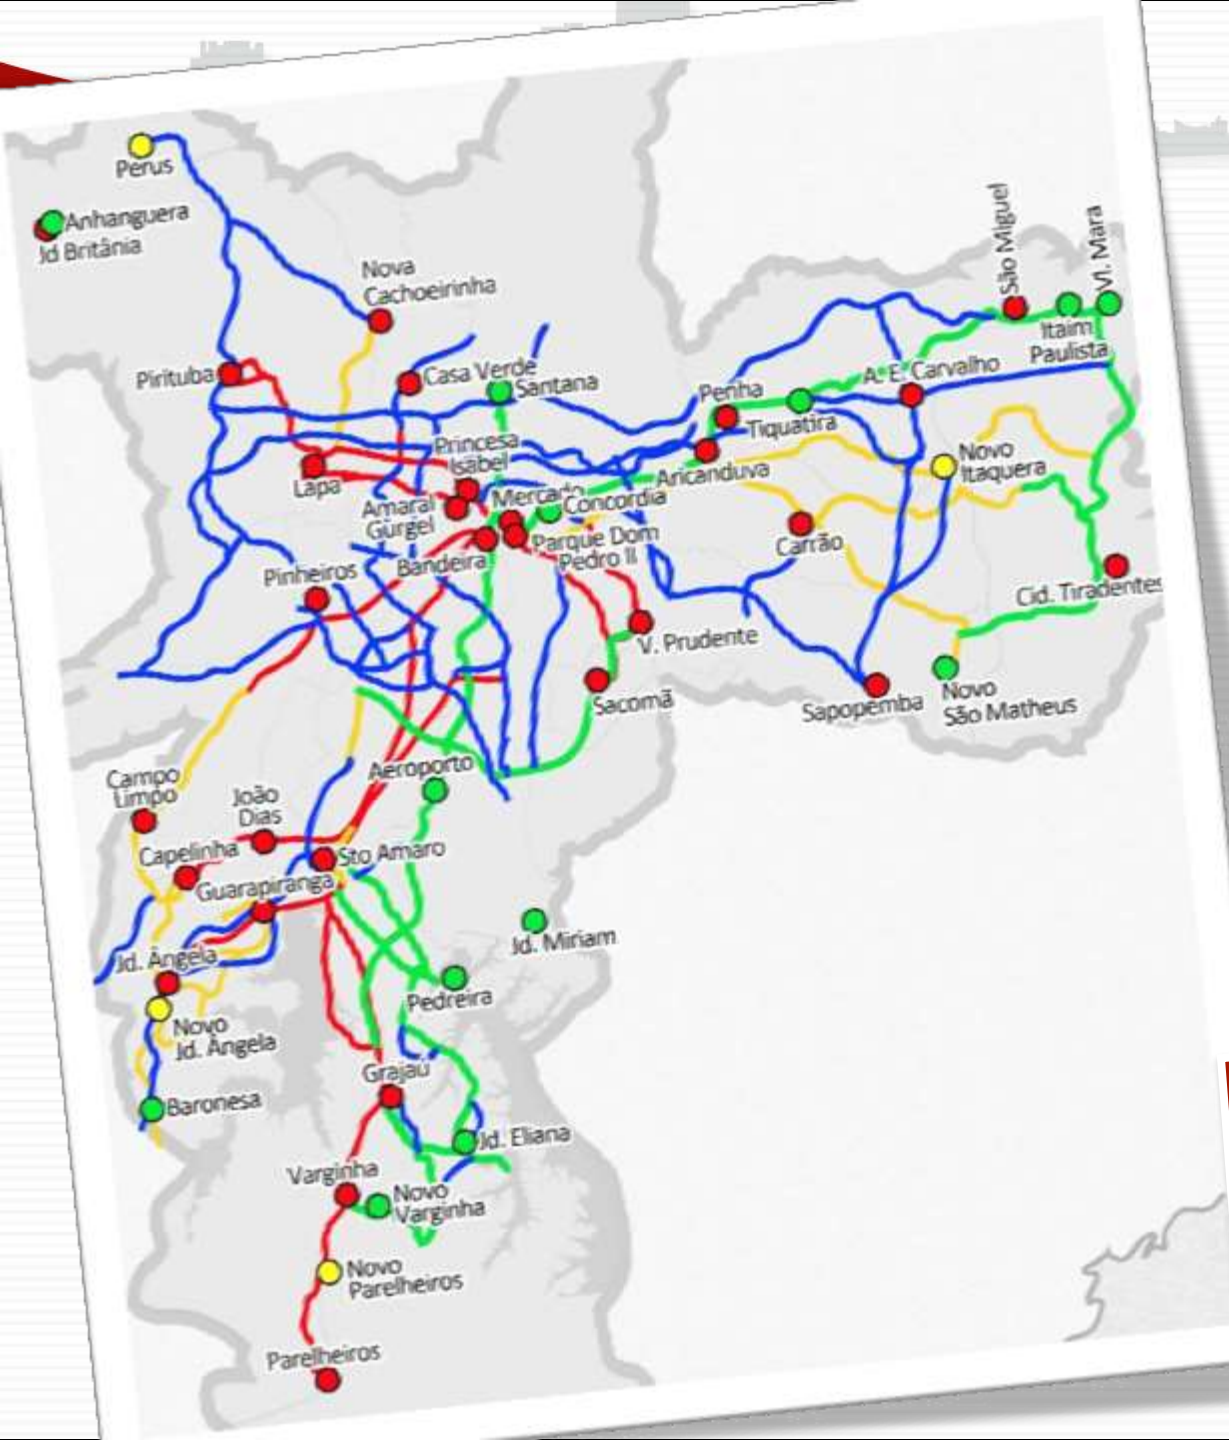 Perus
Anhanguera
Jd Britânia
Nova
Cachoeirinha
São Miguel
Vl. Mara
Itaim
Paulista
Pirituba
Casa Verde
Santana
A. E. Carvalho
Penha
Tiquatira
Princesa
Isabel
Novo
Itaquera
Lapa
Aricanduva
Amaral
Gurgel
Mercado
Concordia
Carrão
Parque Dom
Pedro II
Bandeira
Pinheiros
Cid. Tiradentes
V. Prudente
Sacomã
Sapopemba
Novo
São Matheus
Campo
Limpo
João
Dias
Aeroporto
Capelinha
Sto Amaro
Guarapiranga
Jd. Miriam
Jd. Ângela
Pedreira
Novo
Jd. Ângela
Grajaú
Baronesa
Jd. Eliana
Varginha
Novo
Varginha
Novo
Parelheiros
Parelheiros